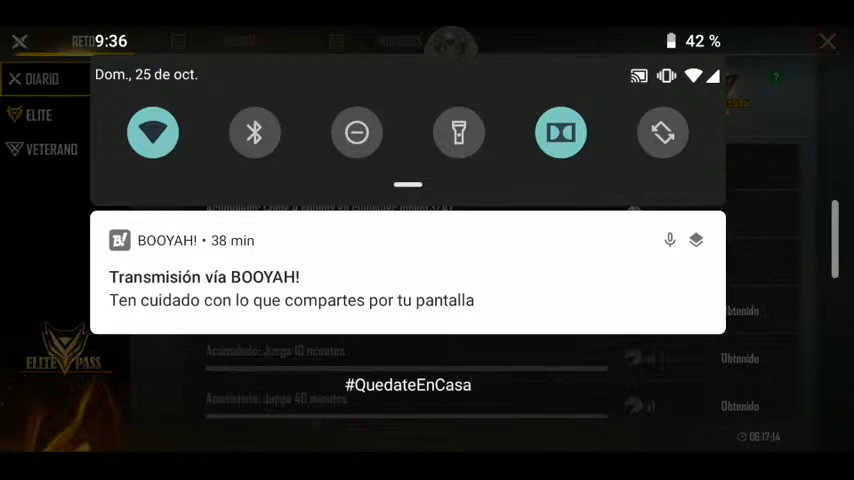 RETO
9:36
42 %
Dom., 25 de oct.
DIARIO
?
ELITE
VETERANO
BOOYAH! • 38 min
Transmisión vía BOOYAH!
Ten cuidado con lo que compartes por tu pantalla
Obtenido
Acumulado: Juega 10 minutos
Obtenido
ELITE PASS
#QuedateEnCasa
Acumulado: Juega 40 minutos
x1
Obtenido
06:17:14